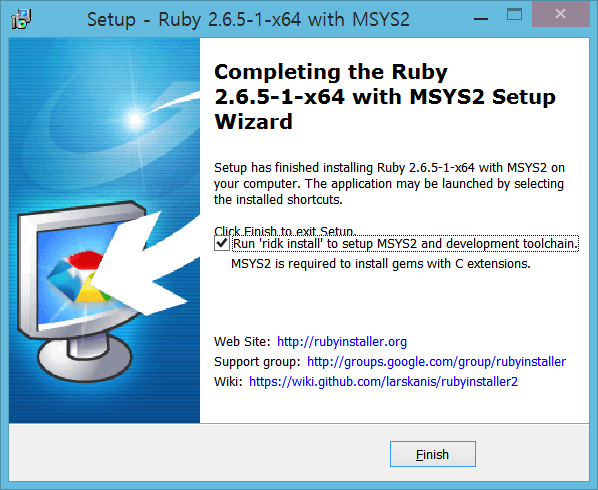 Setup - Ruby 2.6.5-1-x64 with MSYS2
Completing the Ruby
2.6.5-1-x64 with MSYS2 Setup
Wizard
Setup has finished installing Ruby 2.6.5-1-x64 with MSYS2 on
your computer. The application may be launched by selecting
the installed shortcuts.
Click Finish to exit Setup.
Run 'ridk install' to setup MSYS2 and development toolchain.
MSYS2 is required to install gems with C extensions.
Web Site: http://rubyinstaller.org
Support group: http://groups.google.com/group/rubyinstaller
Wiki: https://wiki.github.com/larskanis/rubyinstaller2
Finish